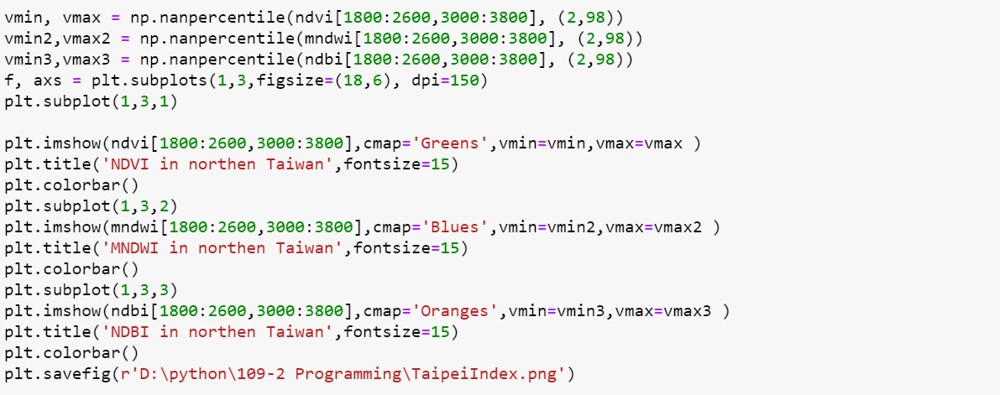 vmin, vmax = np.nanpercentile(ndvi[1800:2600,3000:3800], (2,98))
vmin2,vmax2 = np.nanpercentile(mndwi[1800:2600,3000:3800], (2,98))
vmin3,vmax3 = np.nanpercentile(ndbi[1800:2600,3000:3800], (2,98))
f, axs = plt.subplots(1,3,figsize=(18,6), dpi=150)
plt.subplot(1,3,1)

plt.imshow(ndvi[1800:2600,3000:3800],cmap='Greens',vmin=vmin,vmax=vmax )
plt.title('NDVI in northen Taiwan',fontsize=15)
plt.colorbar()
plt.subplot(1,3,2)
plt.imshow(mndwi[1800:2600,3000:3800],cmap='Blues',vmin=vmin2,vmax=vmax2 )
plt.title('MNDWI in northen Taiwan',fontsize=15)
plt.colorbar()
plt.subplot(1,3,3)
plt.imshow(ndbi[1800:2600,3000:3800],cmap='Oranges',vmin=vmin3,vmax=vmax3 )
plt.title('NDBI in northen Taiwan',fontsize=15)
plt.colorbar()
plt.savefig(r'D:\python\109-2 Programming\TaipeiIndex.png')